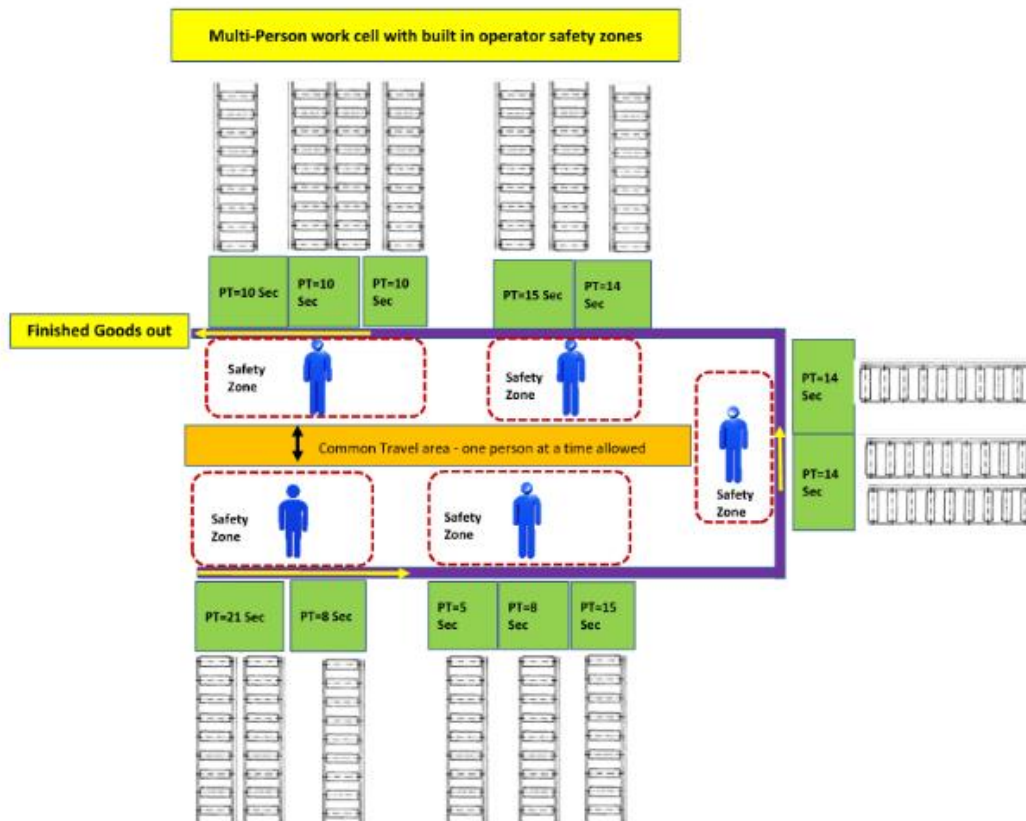 Multi-Person work cell with built in operator safety zones
PT=10 Sec
PT=10
Sec
PT=10
Sec
PT=15 Sec
PT=14
Sec
Finished Goods out
Safety
Zone
Safety
Zone
PT=14
Sec
Common Travel area - one person at a time allowed
PT=14
Sec
Safety
Zone
Safety
Zone
Safety
Zone
PT=21 Sec
PT=8 Sec
PT=5
Sec
PT=8
Sec
PT=15
Sec